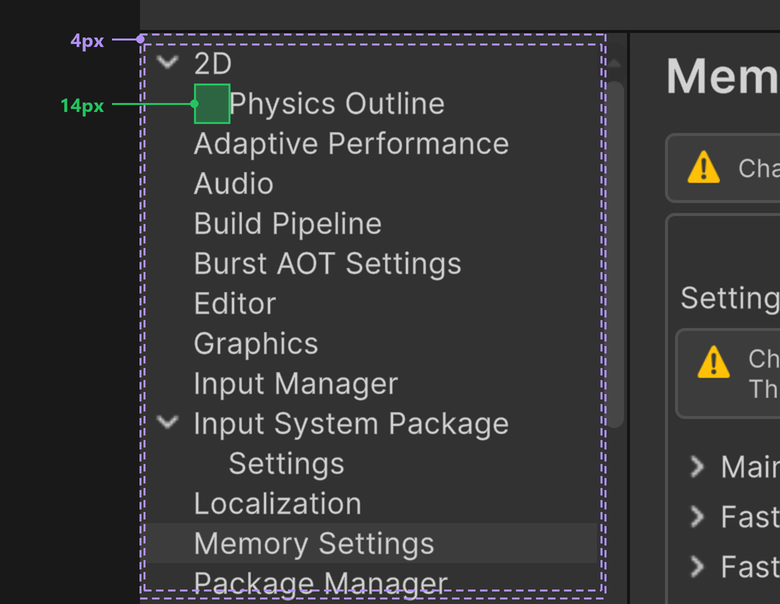 4px
2D
14px
Physics Outline
Adaptive Performance
Audio
Build Pipeline
Burst AOT Settings
Editor
Graphics
Input Manager
Input System Package
Settings
Localization
Memory Settings
Package Manager
Mem
Cha
Setting
Ch
Th
Main
Fast
Fast